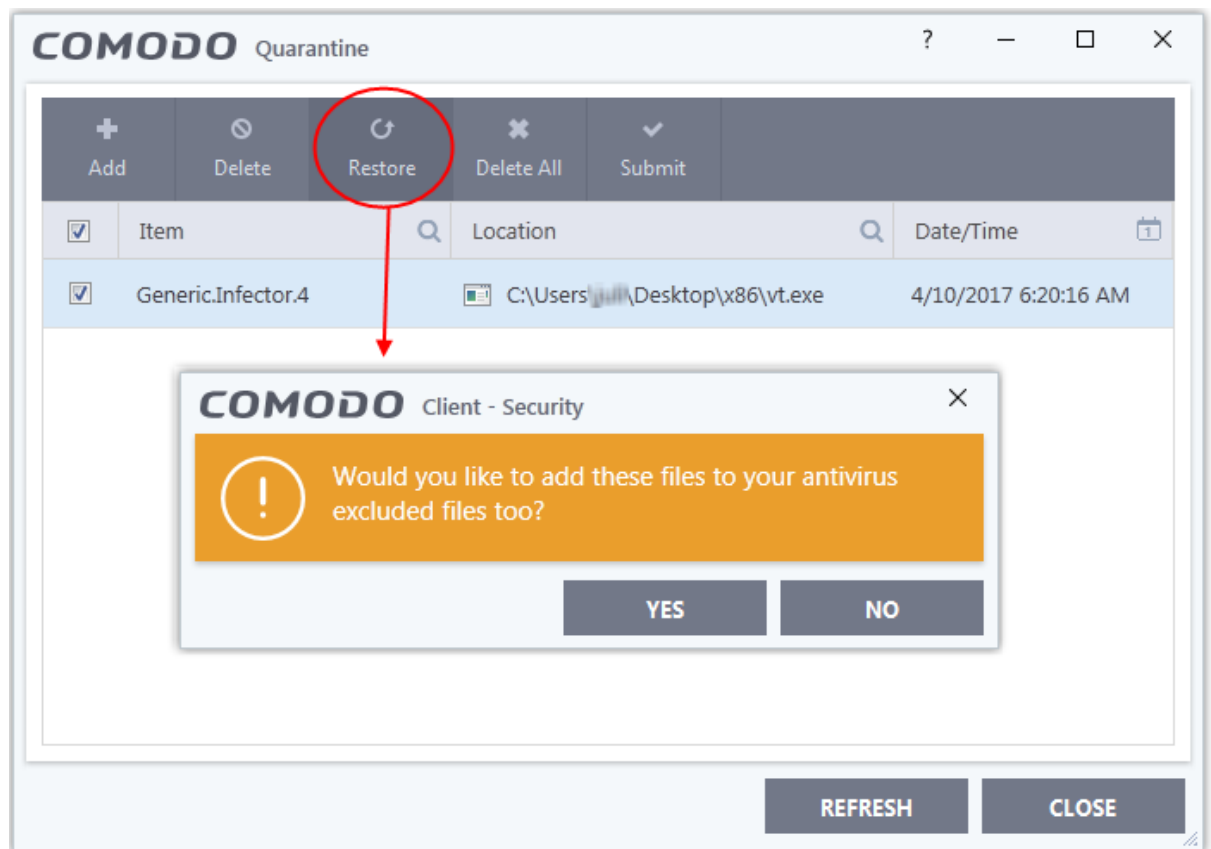 COMODO Quarantine
?
Add Delete Restore Delete All Submit
Item Location Date/Time
1
Generic.Infector.4 C:\Users\ \Desktop\x86\vt.exe 4/10/2017 6:20:16 AM
COMODO Client - Security
!
Would you like to add these files to your antivirus
excluded files too?
YES NO
REFRESH CLOSE